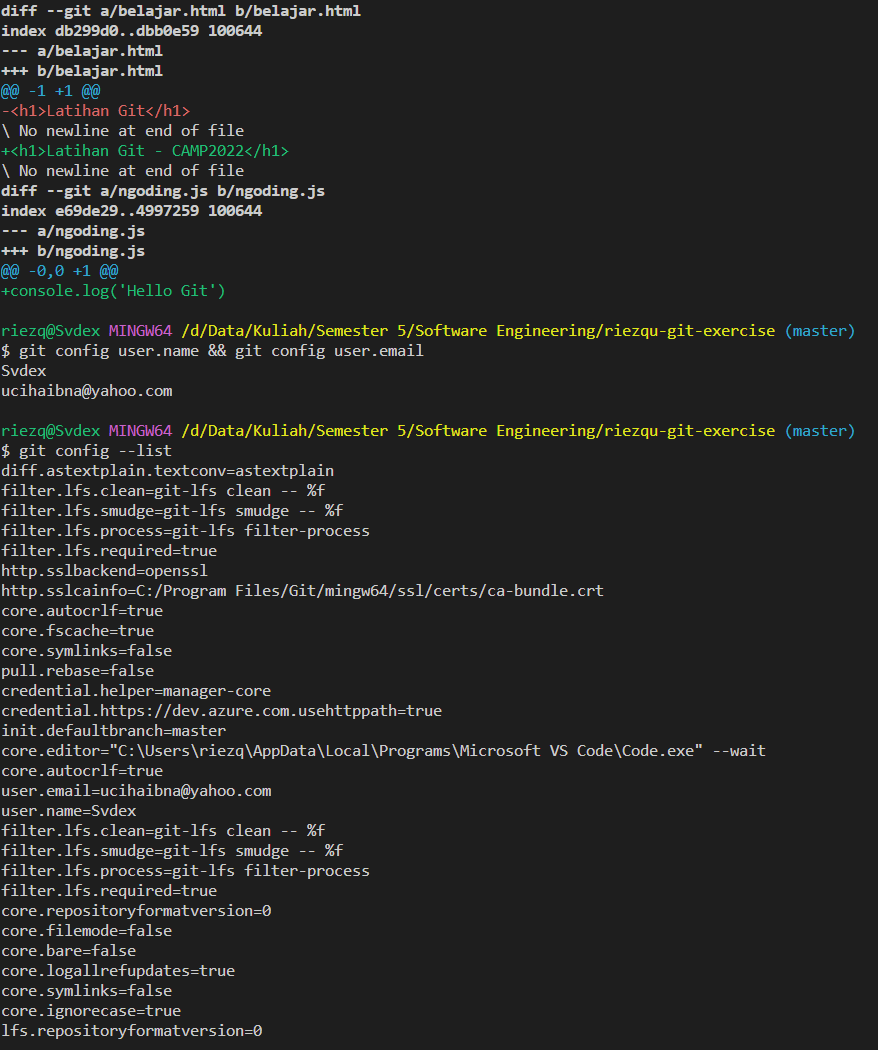 diff --git a/belajar.html b/belajar.html
index db299d0..dbb0e59 100644
--- a/belajar.html
+++ b/belajar.html
@@ -1 +1 @@
-<h1>Latihan Git</h1>
\ No newline at end of file
+<h1>Latihan Git - CAMP2022</h1>
\ No newline at end of file
diff --git a/ngoding.js b/ngoding.js
index e69de29..4997259 100644
--- a/ngoding.js
+++ b/ngoding.js
@@ -0,0 +1 @@
+console.log('Hello Git')
riezq@Svdex MINGW64 /d/Data/Kuliah/Semester 5/Software Engineering/riezqu-git-exercise (master)
$ git config user.name && git config user.email
Svdex
ucihaibna@yahoo.com
riezq@Svdex MINGW64 /d/Data/Kuliah/Semester 5/Software Engineering/riezqu-git-exercise (master)
$ git config --list
diff.astextplain.textconv=astextplain
filter.lfs.clean=git-lfs clean -- %f
filter.lfs.smudge=git-lfs smudge -- %f
filter.lfs.process=git-lfs filter-process
filter.lfs.required=true
http.sslbackend=openssl
http.sslcainfo=C:/Program Files/Git/mingw64/ssl/certs/ca-bundle.crt
core.autocrlf=true
core.fscache=true
core.symlinks=false
pull.rebase=false
credential.helper=manager-core
credential.https://dev.azure.com.usehttppath=true
init.defaultbranch=master
core.editor="C:\Users\riezq\AppData\Local\Programs\Microsoft VS Code\Code.exe" --wait
core.autocrlf=true
user.email=ucihaibna@yahoo.com
user.name=Svdex
filter.lfs.clean=git-lfs clean -- %f
filter.lfs.smudge=git-lfs smudge -- %f
filter.lfs.process=git-lfs filter-process
filter.lfs.required=true
core.repositoryformatversion=0
core.filemode=false
core.bare=false
core.logallrefupdates=true
core.symlinks=false
core.ignorecase=true
lfs.repositoryformatversion=0